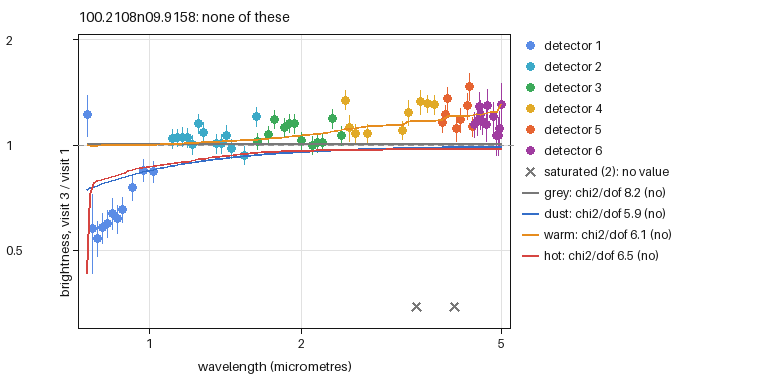 100.2108n09.9158: none of these
2
1
0.5
brightness, visit 3 / visit 1
1
2
5
wavelength (micrometres)
detector 1
detector 2
detector 3
detector 4
detector 5
detector 6
saturated (2): no value
grey: chi2/dof 8.2 (no)
dust: chi2/dof 5.9 (no)
warm: chi2/dof 6.1 (no)
hot: chi2/dof 6.5 (no)